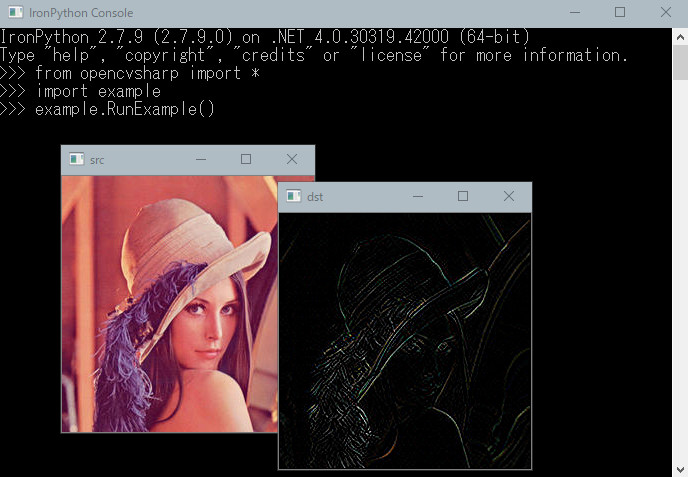 IronPython Console
IronPython 2.7.9 (2.7.9.0) on .NET 4.0.30319.42000 (64-bit)
Type "help", "copyright", "credits" or "license" for more information.
>>> from opencvsharp import *
>>> import example
>>> example.RunExample()
src
dst